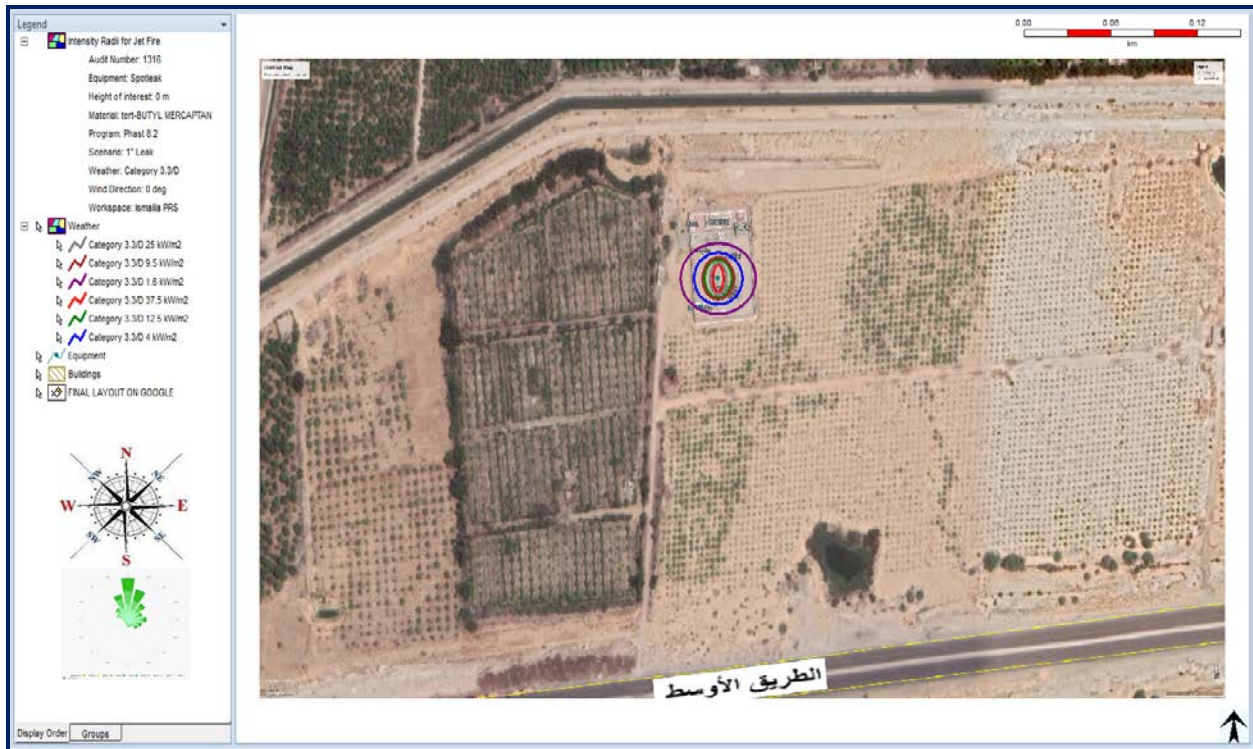 Legend
Intensity Radii for Jet Fire
Audit Number: 1316
Equipment: Spotleak
Height of interest: 0 m
Material: tert-BUTYL MERCAPTAN
Program: Phast 8.2
Scenario: 1" Leak
Weather: Category 3.3/D
Wind Direction: 0 deg
Workspace: Ismailia PRS
Weather
Category 3.3/D 25 kW/m2
Category 3.3/D 9.5 kW/m2
Category 3.3/D 1.6 kW/m2
Category 3.3/D 37.5 kW/m2
Category 3.3/D 12.5 kW/m2
Category 3.3/D 4 kW/m2
Equipment
Buildings
FINAL LAYOUT ON GOOGLE
N
NW NE
W E
SW SE
S
Display Order Groups
0.00 0.06 0.12
km
الطريق الأوسط